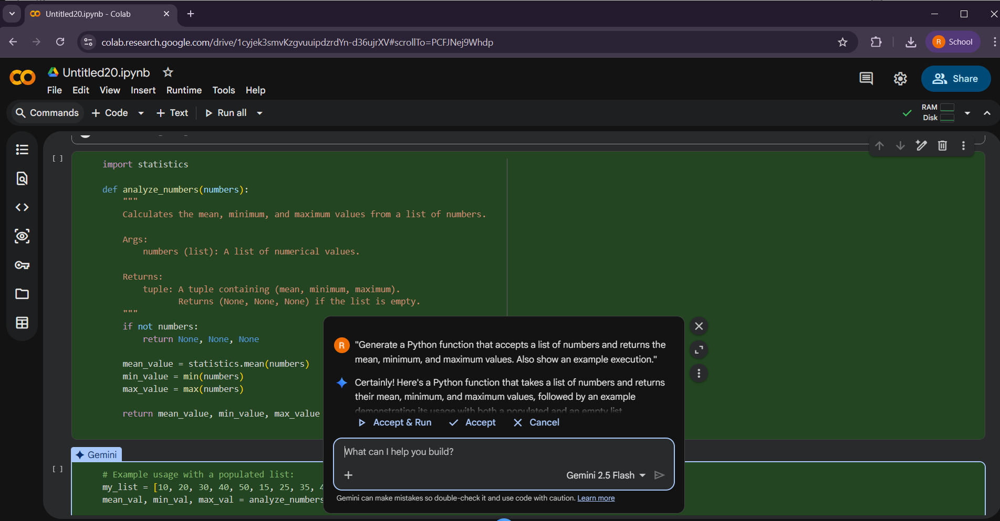 Untitled20.ipynb - Colab
colab.research.google.com/drive/1cyjek3smvKzgvuuipdzrdYn-d36ujrXV#scrollTo=PCFJNej9Whdp
R School
Untitled20.ipynb
File Edit View Insert Runtime Tools Help
Share
Commands + Code + Text Run all
RAM
Disk
[ ]
import statistics
def analyze_numbers(numbers):
"""
Calculates the mean, minimum, and maximum values from a list of numbers.
Args:
numbers (list): A list of numerical values.
Returns:
tuple: A tuple containing (mean, minimum, maximum).
Returns (None, None, None) if the list is empty.
"""
if not numbers:
return None, None, None
mean_value = statistics.mean(numbers)
min_value = min(numbers)
max_value = max(numbers)
return mean_value, min_value, max_value
R
"Generate a Python function that accepts a list of numbers and returns the
mean, minimum, and maximum values. Also show an example execution."
Certainly! Here's a Python function that takes a list of numbers and returns
their mean, minimum, and maximum values, followed by an example
demonstrating its usage with both a populated and an empty list
Accept & Run Accept Cancel
What can I help you build?
Gemini 2.5 Flash
Gemini can make mistakes so double-check it and use code with caution. Learn more
Gemini
[ ]
# Example usage with a populated list:
my_list = [10, 20, 30, 40, 50, 15, 25, 35,
mean_val, min_val, max_val = analyze_numbers